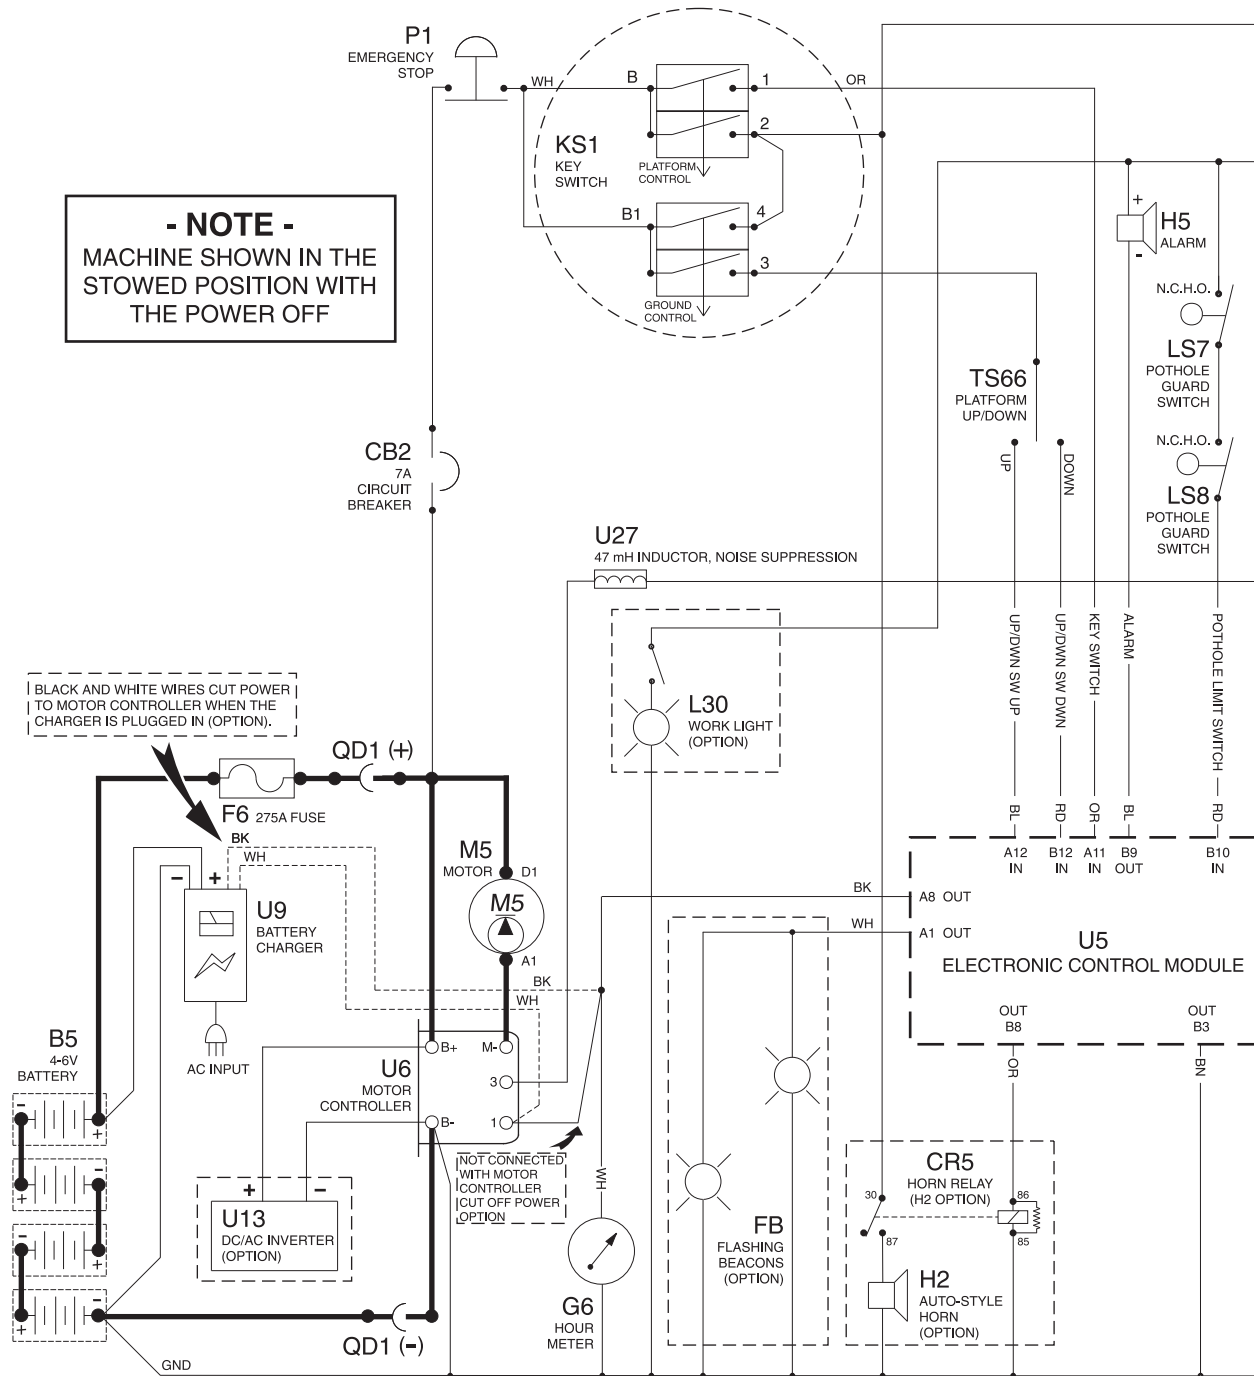 P1
EMERGENCY
STOP
WH
B
1
OR
2
KS1
KEY
SWITCH
PLATFORM
CONTROL
B1
4
3
GROUND
CONTROL
- NOTE -
MACHINE SHOWN IN THE
STOWED POSITION WITH
THE POWER OFF
+
H5
ALARM
-
N.C.H.O.
LS7
POTHOLE
GUARD
SWITCH
TS66
PLATFORM
UP/DOWN
UP
DOWN
N.C.H.O.
LS8
POTHOLE
GUARD
SWITCH
CB2
7A
CIRCUIT
BREAKER
U27
47 mH INDUCTOR, NOISE SUPPRESSION
UP/DWN SW UP
UP/DWN SW DWN
KEY SWITCH
ALARM
POTHOLE LIMIT SWITCH
BLACK AND WHITE WIRES CUT POWER
TO MOTOR CONTROLLER WHEN THE
CHARGER IS PLUGGED IN (OPTION).
L30
WORK LIGHT
(OPTION)
QD1 (+)
F6 275A FUSE
BL
RD
OR
BL
RD
BK
WH
- +
U9
BATTERY
CHARGER
AC INPUT
M5
MOTOR
D1
M5
A1
BK
WH
A12
IN
B12
IN
A11
IN
B9
OUT
B10
IN
BK
A8 OUT
WH
A1 OUT
U5
ELECTRONIC CONTROL MODULE
OUT
B8
OUT
B3
OR
BN
B5
4-6V
BATTERY
-
+
-
+
-
+
-
+
U6
MOTOR
CONTROLLER
B+
M-
3
B-
1
NOT CONNECTED
WITH MOTOR
CONTROLLER
CUT OFF POWER
OPTION
+ -
U13
DC/AC INVERTER
(OPTION)
WH
G6
HOUR
METER
FB
FLASHING
BEACONS
(OPTION)
CR5
HORN RELAY
(H2 OPTION)
30
87
86
85
H2
AUTO-STYLE
HORN
(OPTION)
QD1 (-)
GND